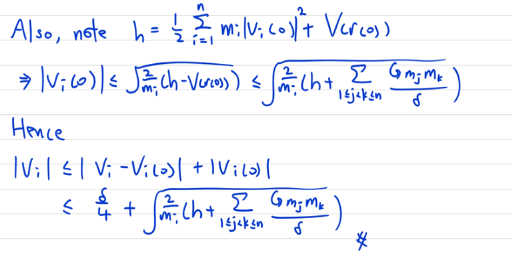 Also, note h = 1/2 Σ_{i=1}^{n} m_i|V_i(0)|² + V(r(0))
⇒ |V_i(0)| ≤ √(2/m_i (h-V(r(0)))) ≤ √(2/m_i (h + Σ_{1≤j<k≤n} G m_j m_k / δ))
Hence
|V_i| ≤ |V_i - V_i(0)| + |V_i(0)|
≤ δ/4 + √(2/m_i (h + Σ_{1≤j<k≤n} G m_j m_k / δ))